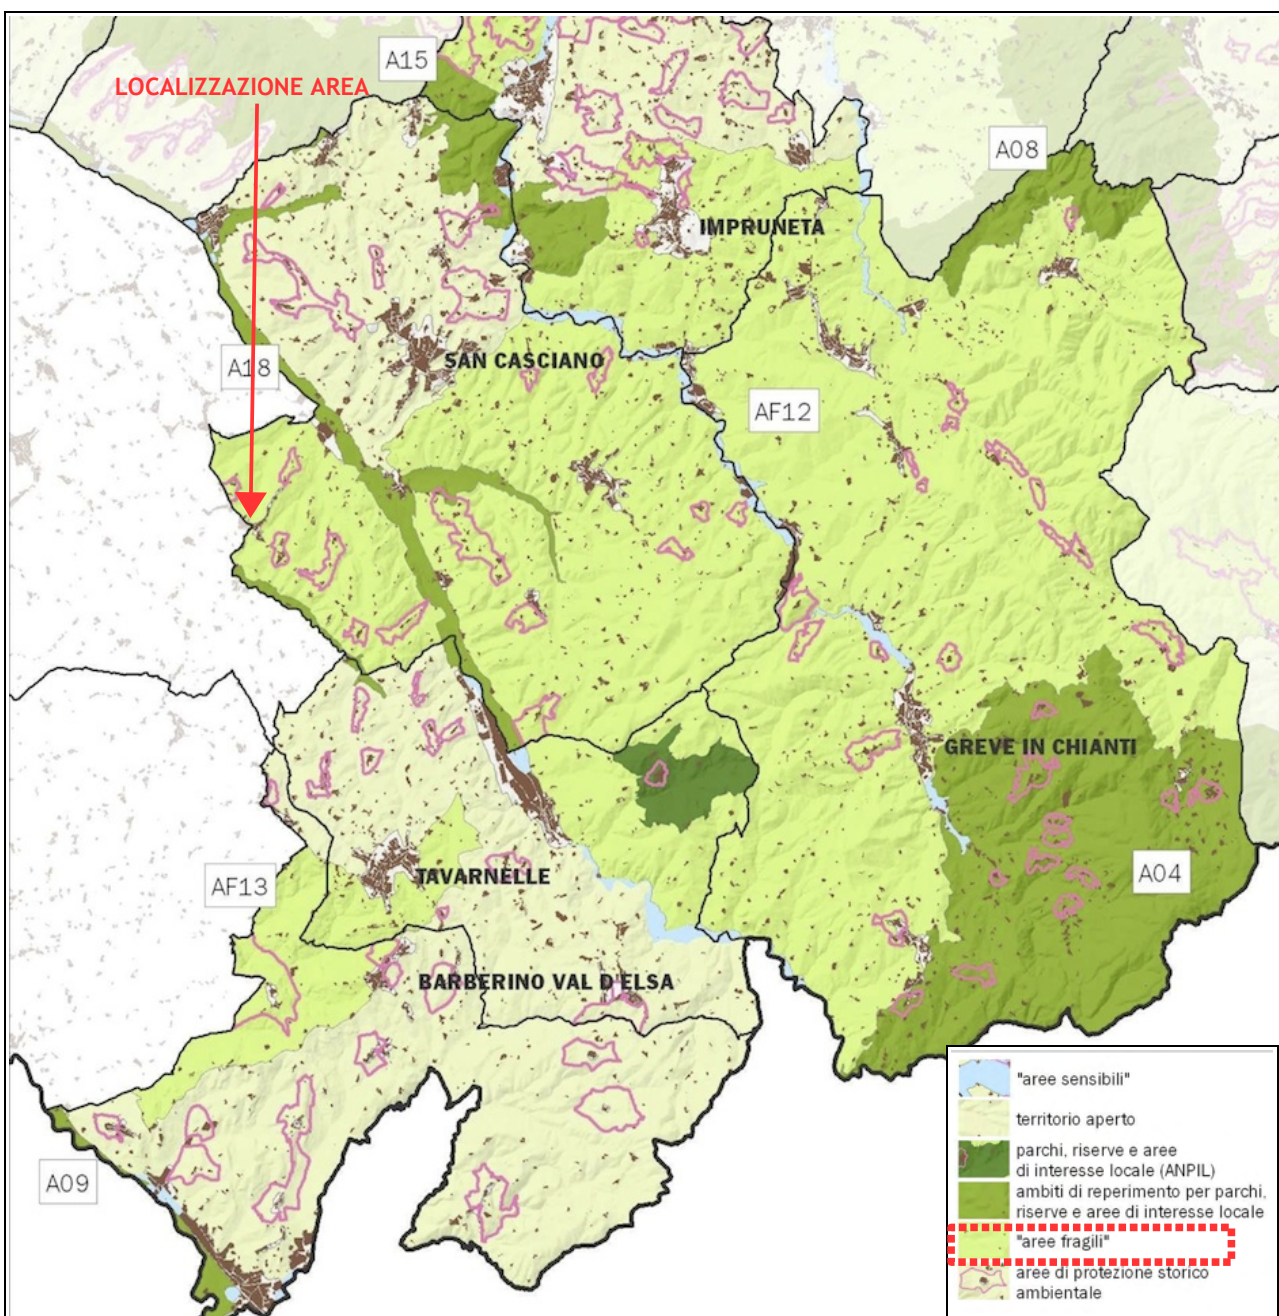 A15
LOCALIZZAZIONE AREA
A08
IMPRUNETA
A18
SAN CASCIANO
AF12
GREVE IN CHIANTI
AF13
TAVARNELLE
A04
BARBERINO VAL D'ELSA
A09
"aree sensibili"
territorio aperto
parchi, riserve e aree
di interesse locale (ANPIL)
ambiti di reperimento per parchi,
riserve e aree di interesse locale
"aree fragili"
aree di protezione storico
ambientale